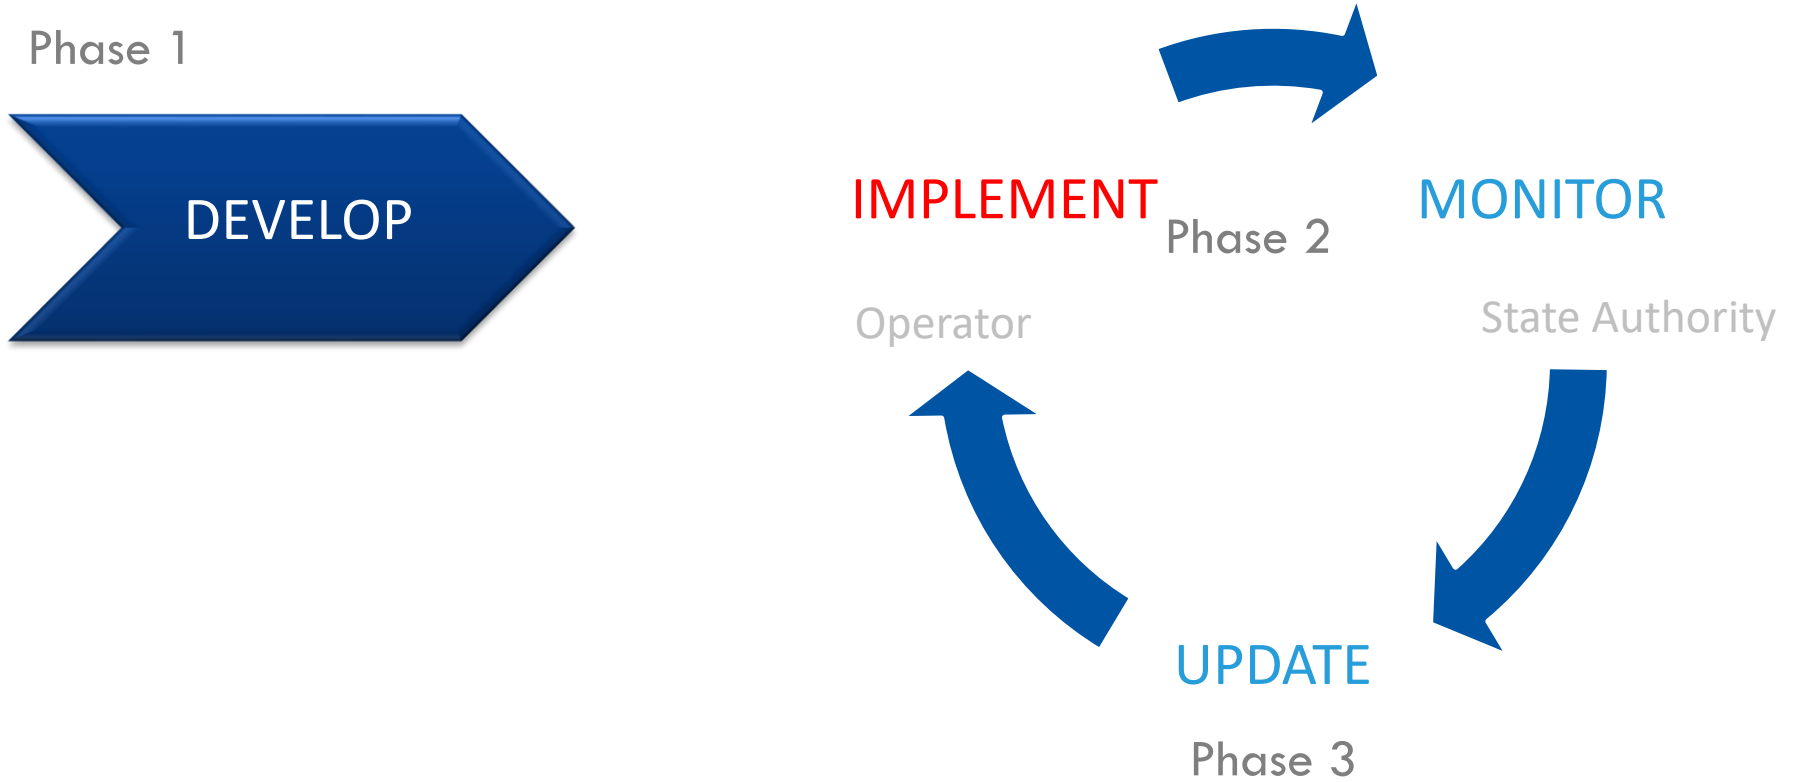 Phase 1
DEVELOP
IMPLEMENT
MONITOR
Phase 2
Operator
State Authority
UPDATE
Phase 3